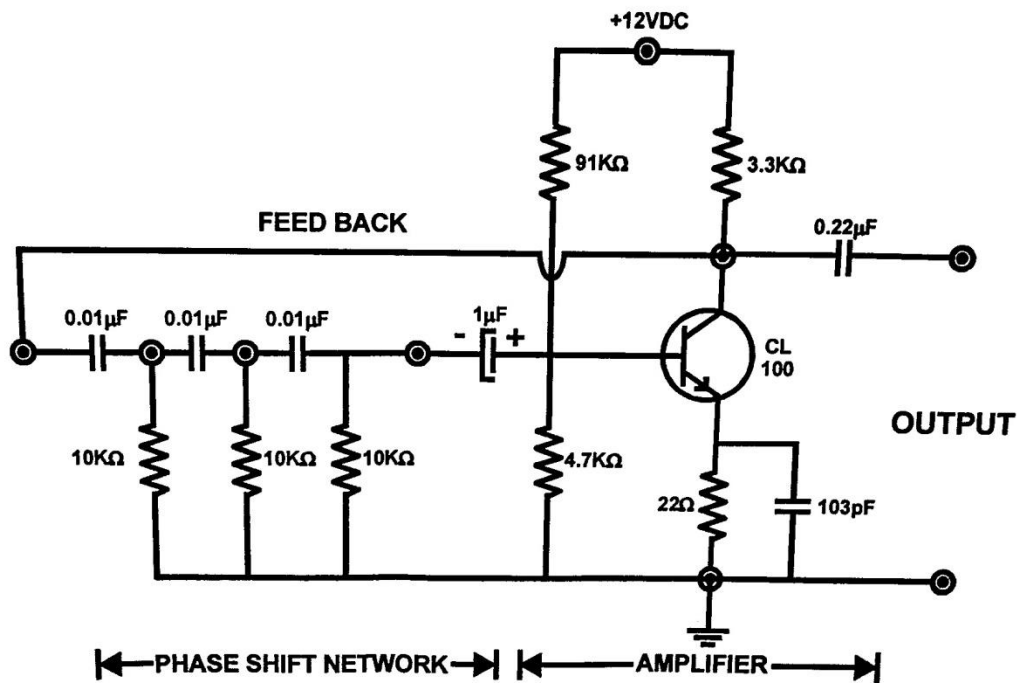 +12VDC
91KΩ
3.3KΩ
FEED BACK
0.22µF
0.01µF
0.01µF
0.01µF
1µF
- +
CL
100
OUTPUT
10KΩ
10KΩ
10KΩ
4.7KΩ
22Ω
103pF
PHASE SHIFT NETWORK
AMPLIFIER